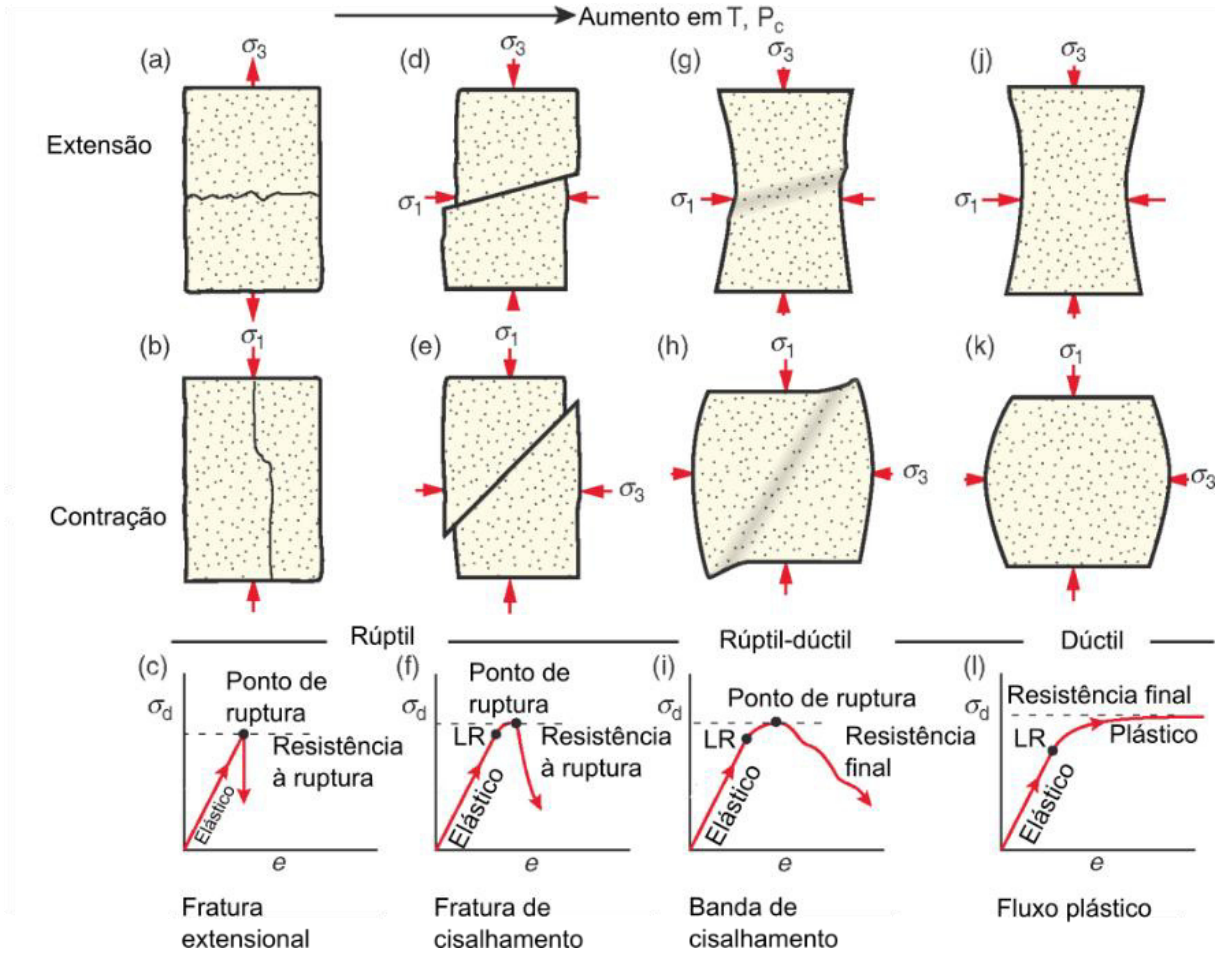 Aumento em T, Pc
(a)
σ3
(d)
σ3
(g)
σ3
(j)
σ3
Extensão
σ1
σ1
σ1
(b)
σ1
(e)
σ1
(h)
σ1
(k)
σ1
Contração
σ3
σ3
σ3
Rúptil
Rúptil-dúctil
Dúctil
(c)
σd
Ponto de
ruptura
Resistência
à ruptura
Elástico
e
(f)
σd
Ponto de
ruptura
LR
Resistência
à ruptura
Elástico
e
(i)
σd
Ponto de ruptura
LR
Resistência
final
Elástico
e
(l)
σd
Resistência final
LR
Plástico
Elástico
e
Fratura
extensional
Fratura de
cisalhamento
Banda de
cisalhamento
Fluxo plástico